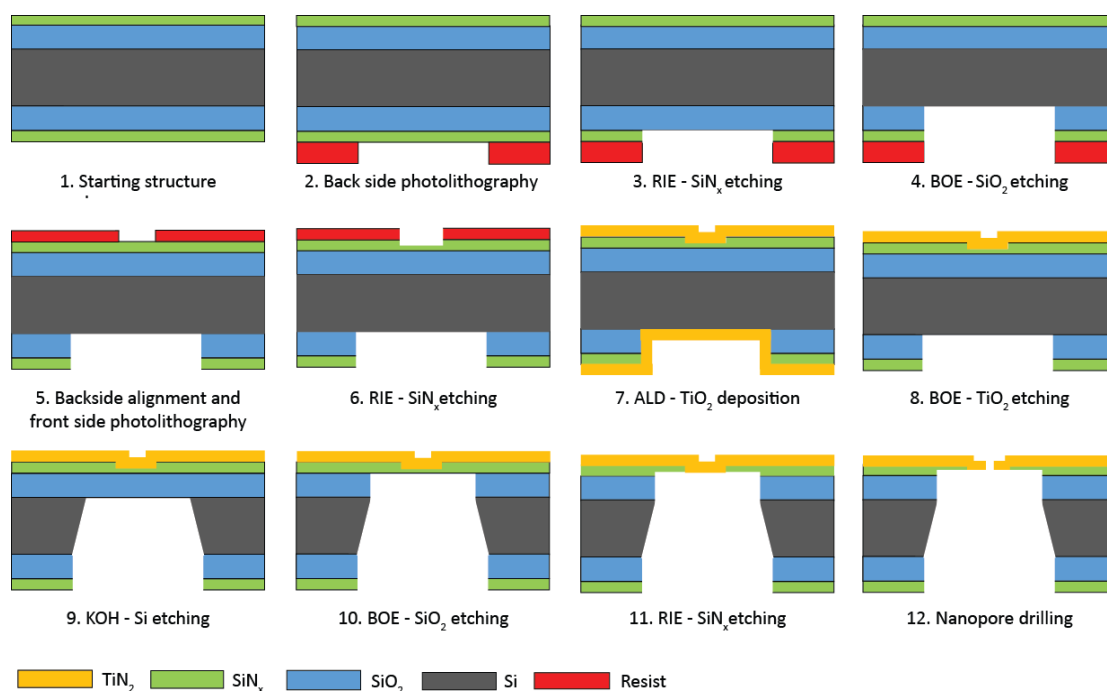 1. Starting structure
2. Back side photolithography
3. RIE - SiNₓ etching
4. BOE - SiO₂ etching
5. Backside alignment and
front side photolithography
6. RIE - SiNₓ etching
7. ALD - TiO₂ deposition
8. BOE - TiO₂ etching
9. KOH - Si etching
10. BOE - SiO₂ etching
11. RIE - SiNₓ etching
12. Nanopore drilling
TiN₂ SiNₓ SiO₂ Si Resist